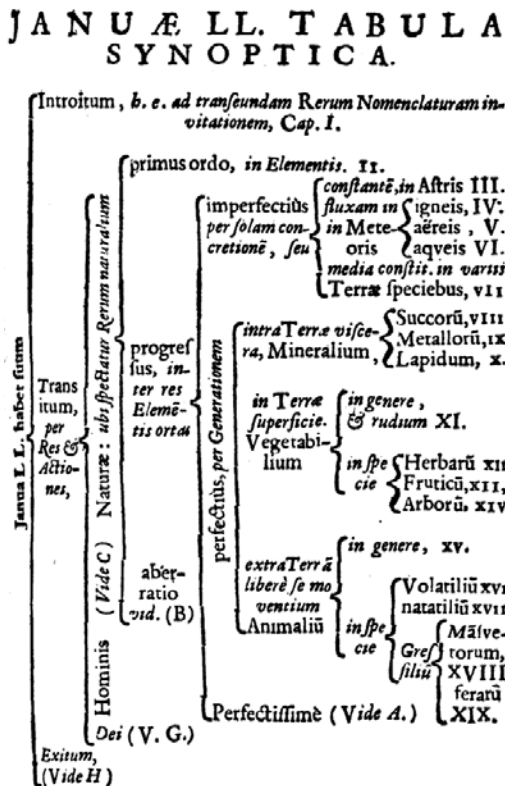 JANUÆ LL. TABULA
SYNOPTICA.
Introitum, h. e. ad tranſeundam Rerum Nomenclaturam in-
vitationem, Cap. I.
Janua LL. habet ſuum
Tranſ
itum,
per
Res &
Actio-
nes,
Naturæ: ubi ſpectatur Rerum naturalium
(Vide C)
Hominis
Dei (V. G.)
Exitum,
(Vide H)
primus ordo, in Elementis. II.
progreſ
ſus, in-
ter res
Elemē-
tis ortas
aber-
ratio
vid. (B)
imperfectiùs
per ſolam con-
cretionē, ſeu
conſtantē, in Aſtris III.
fluxam in
in Mete-
oris
igneis, IV.
aëreis, V.
aqveis VI.
media conſtit. in variis
Terræ ſpeciebus, VII
perfectiùs, per Generationem
intra Terræ viſce-
ra, Mineralium,
Succorū, VIII
Metallorū, IX
Lapidum, X.
in Terræ
ſuperficie.
Vegetabi-
lium
in genere,
& rudium XI.
in ſpe
cie
Herbarū XII
Fruticū, XII,
Arborū. XIV
extra Terrā
liberè ſe mo
ventium
Animaliū
in genere, XV.
in ſpe
cie
Volatiliū XVI
natatiliū XVII
Greſ
ſiliū
Māſve-
torum,
XVIII
ferarū
XIX.
Perfectiſſimè (Vide A.)